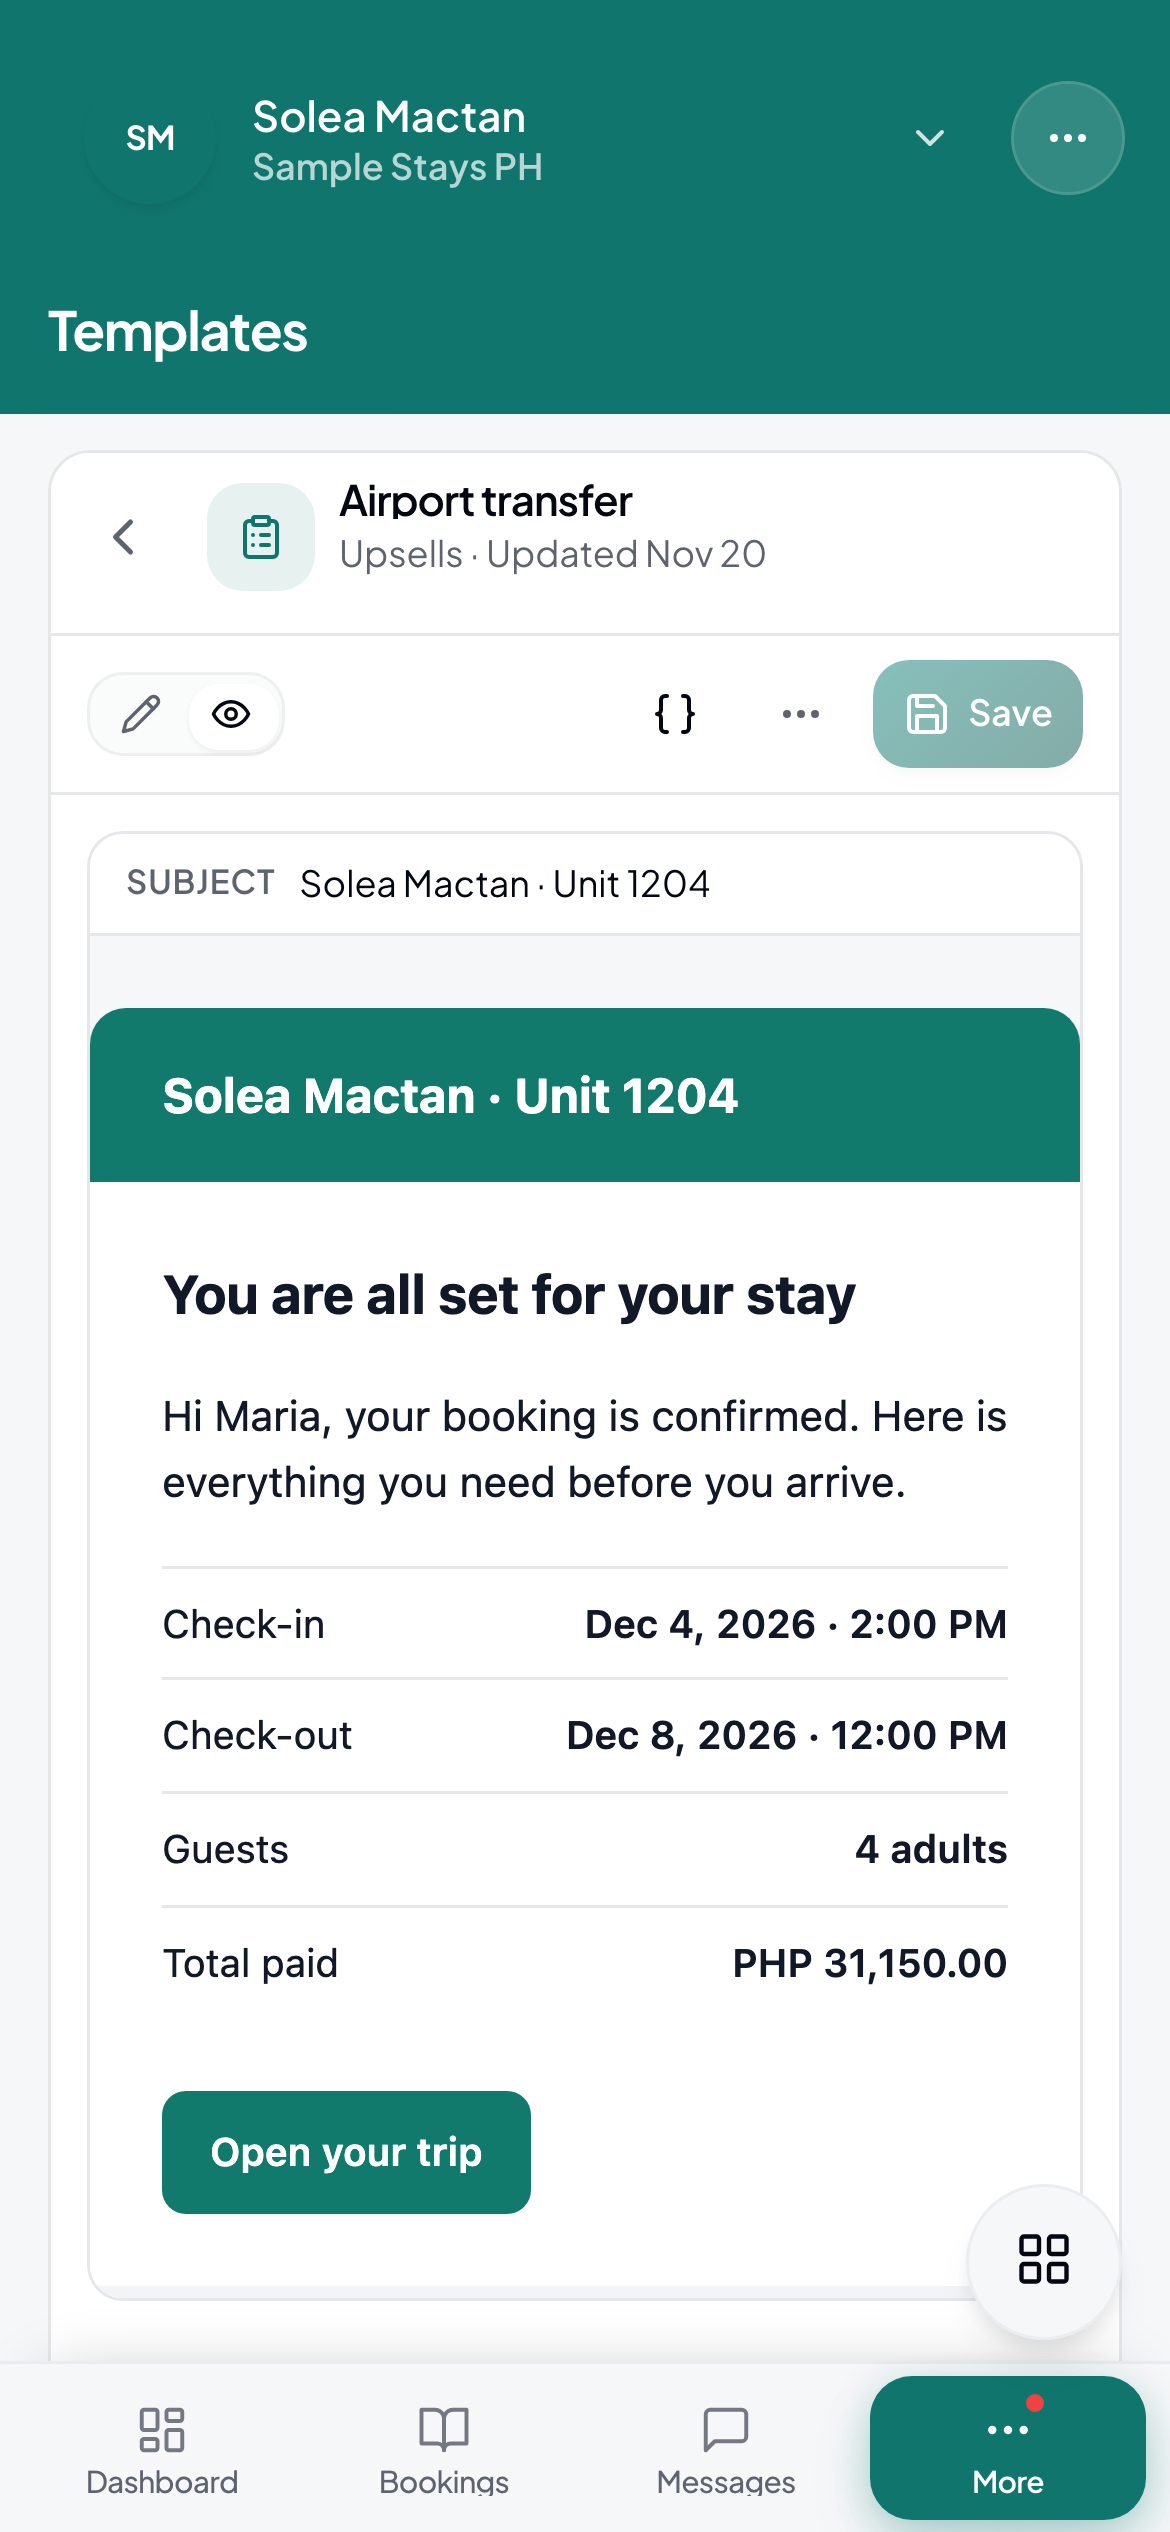 SM
Solea Mactan
Sample Stays PH
Templates
Airport transfer
Upsells · Updated Nov 20
{ }
Save
SUBJECT Solea Mactan · Unit 1204
Solea Mactan · Unit 1204
You are all set for your stay
Hi Maria, your booking is confirmed. Here is
everything you need before you arrive.
Check-in Dec 4, 2026 · 2:00 PM
Check-out Dec 8, 2026 · 12:00 PM
Guests 4 adults
Total paid PHP 31,150.00
Open your trip
Dashboard Bookings Messages More